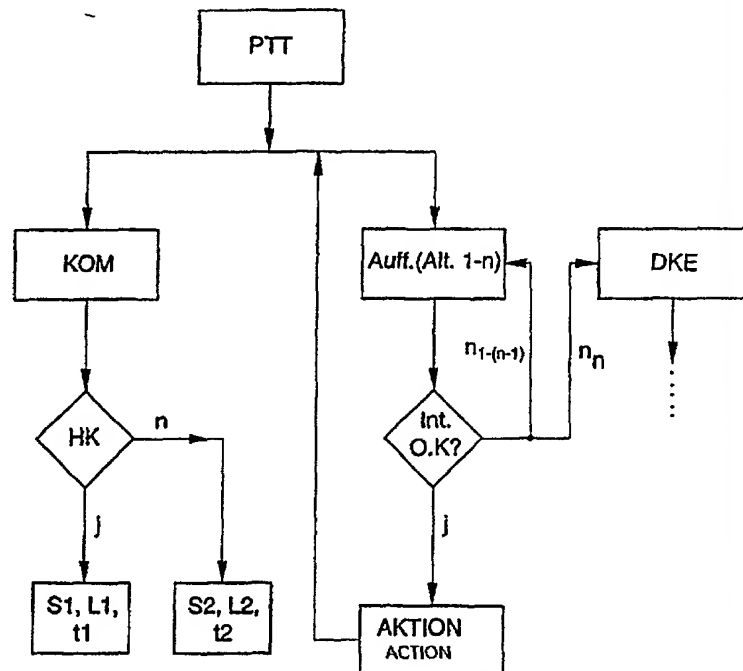 PTT
KOM
Auff.(Alt. 1-n)
DKE
n1-(n-1)
nn
HK
n
Int.
O.K?
j
j
S1, L1,
t1
S2, L2,
t2
AKTION
ACTION